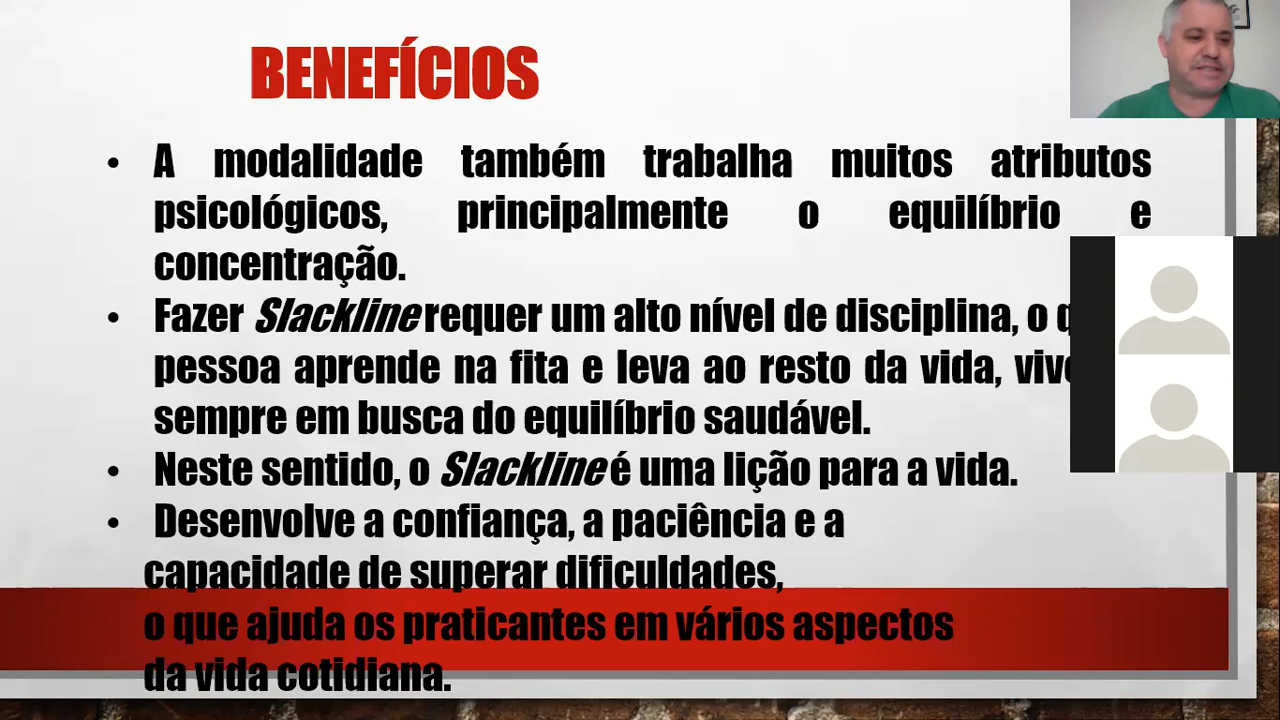 BENEFÍCIOS
• A modalidade também trabalha muitos atributos
psicológicos, principalmente o equilíbrio e
concentração.
• Fazer Slackline requer um alto nível de disciplina, o
pessoa aprende na fita e leva ao resto da vida,
sempre em busca do equilíbrio saudável.
• Neste sentido, o Slackline é uma lição para a vida.
• Desenvolve a confiança, a paciência e a
capacidade de superar dificuldades,
o que ajuda os praticantes em vários aspectos
da vida cotidiana.